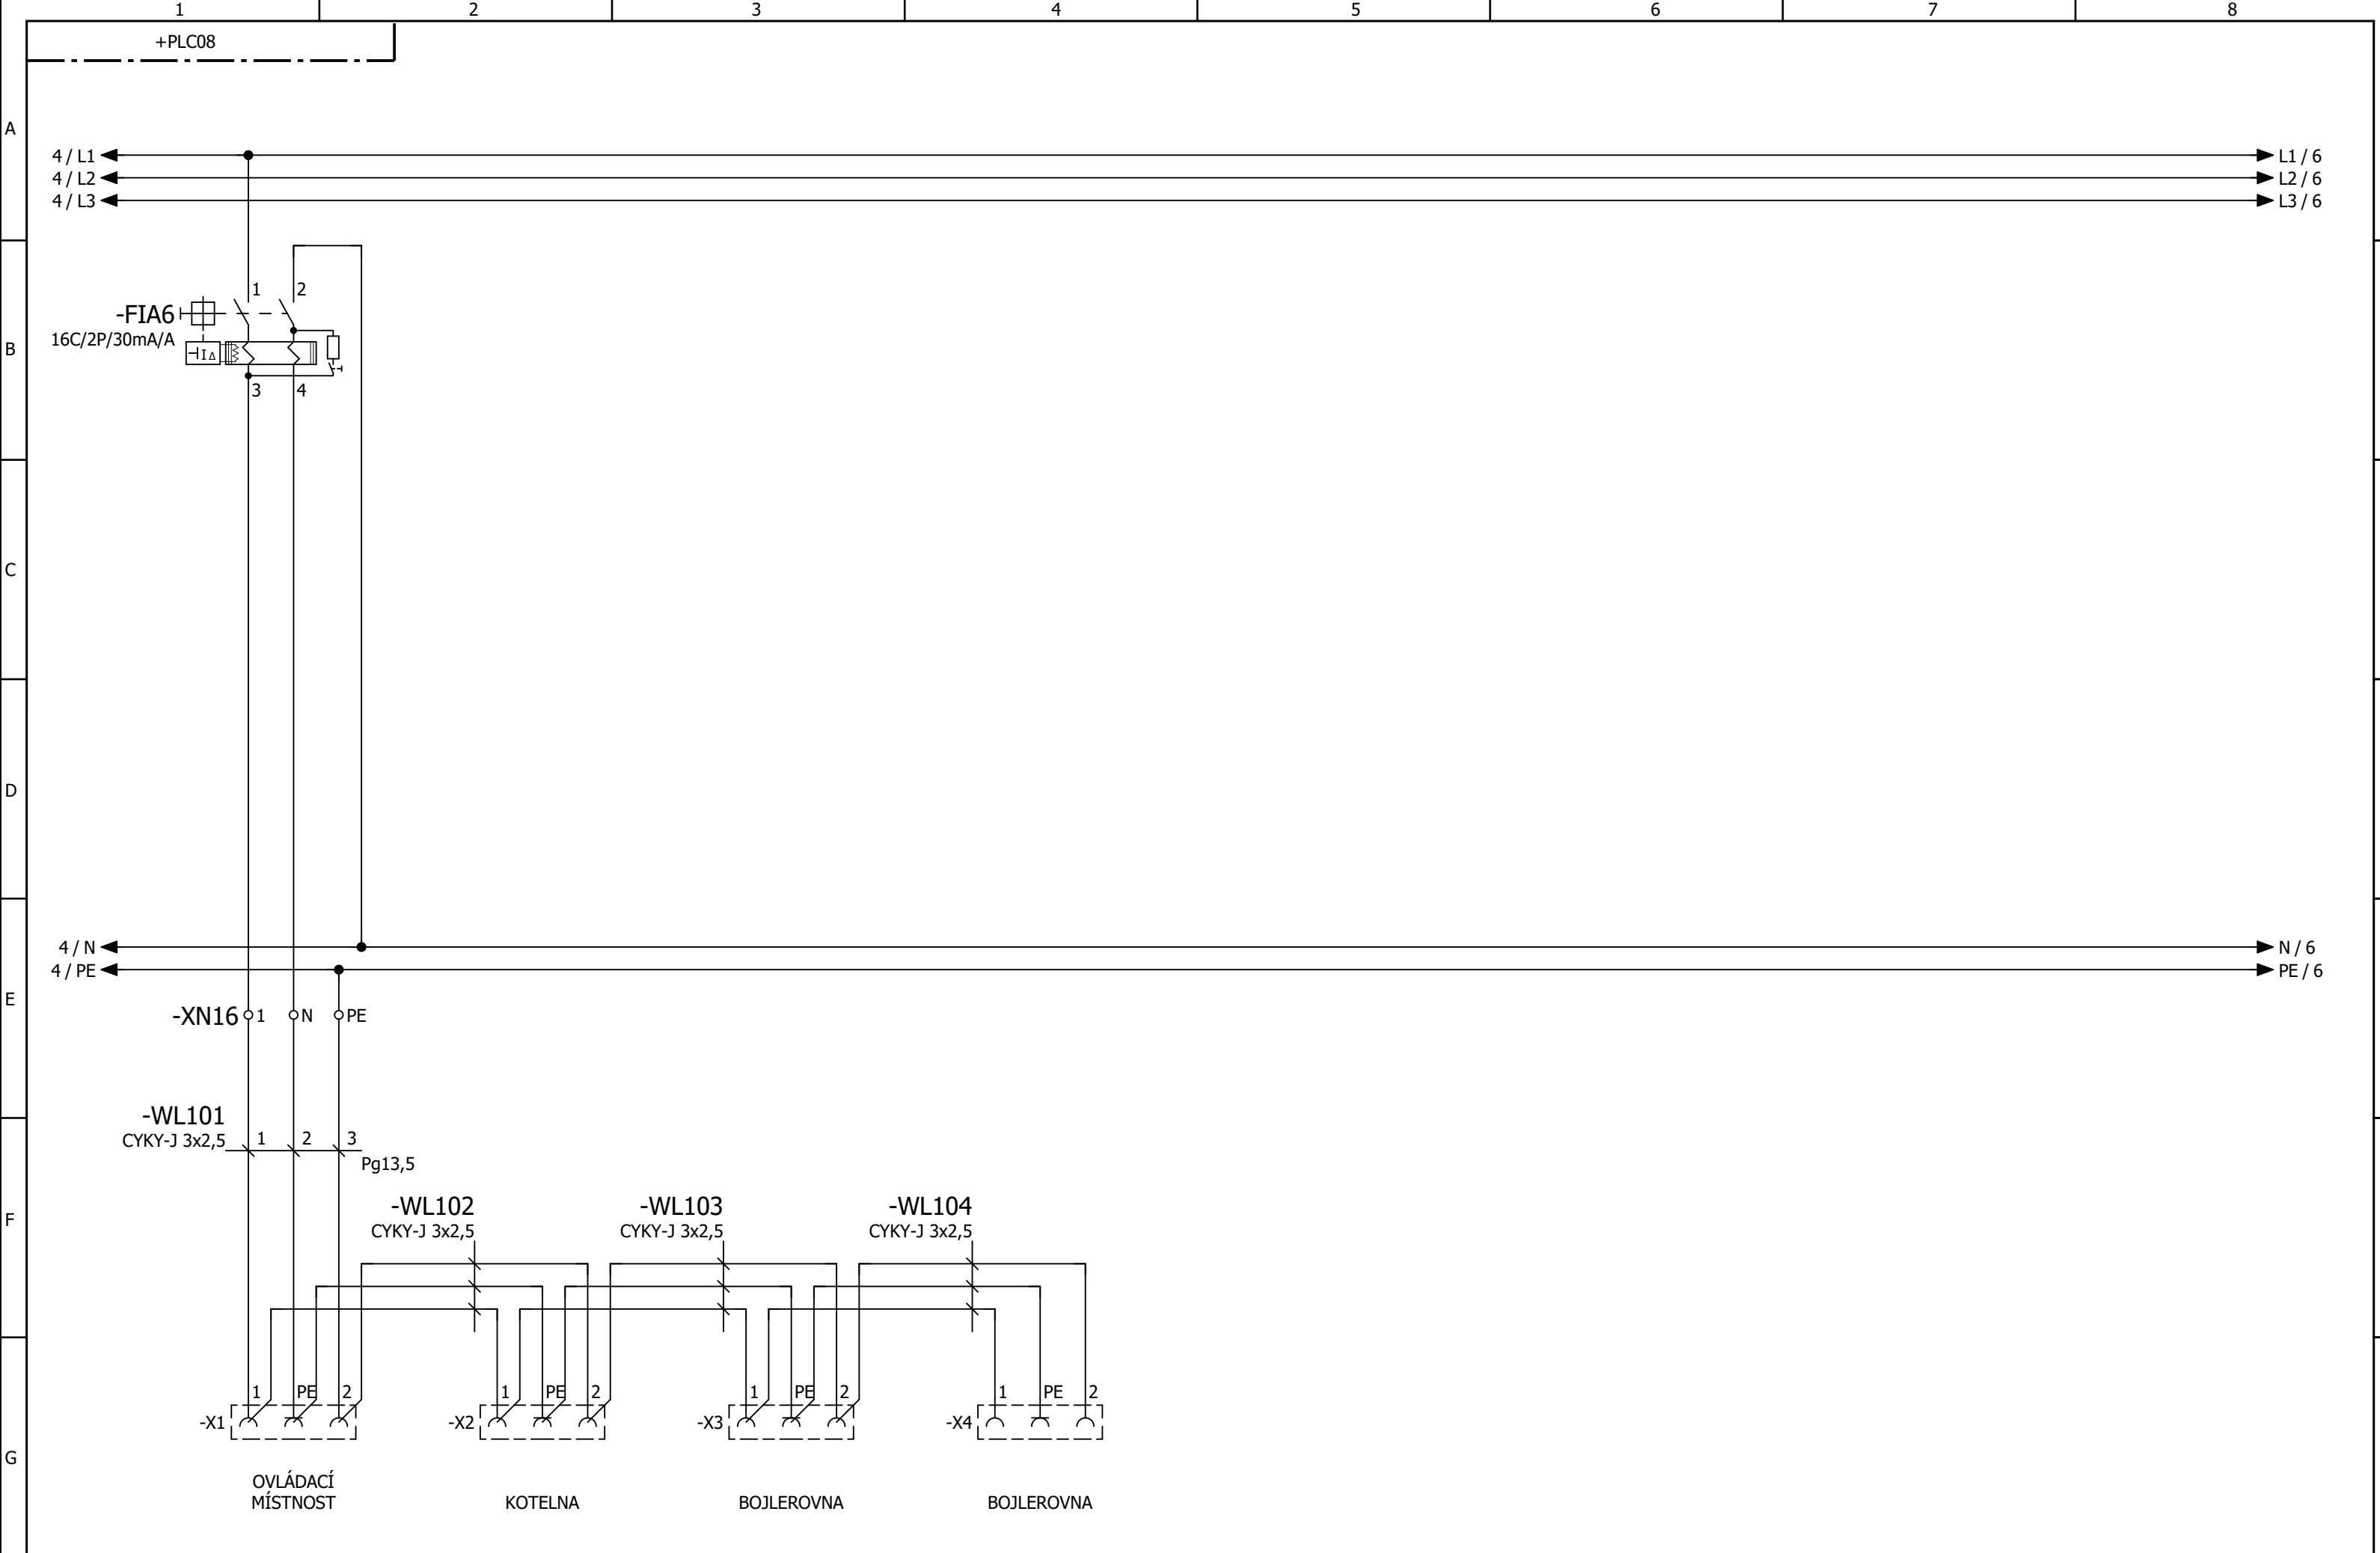 1 2 3 4 5 6 7 8
+PLC08
A
4 / L1 L1 / 6
4 / L2 L2 / 6
4 / L3 L3 / 6
1 2
-FIA6
16C/2P/30mA/A
B
I Δ
3 4
C
D
4 / N N / 6
4 / PE PE / 6
E
-XN16 1 N PE
-WL101
CYKY-J 3x2,5 1 2 3
Pg13,5
-WL102 -WL103 -WL104
F
CYKY-J 3x2,5 CYKY-J 3x2,5 CYKY-J 3x2,5
1 PE 2 1 PE 2 1 PE 2 1 PE 2
-X1 -X2 -X3 -X4
G
OVLÁDACÍ
MÍSTNOST KOTELNA BOJLEROVNA BOJLEROVNA